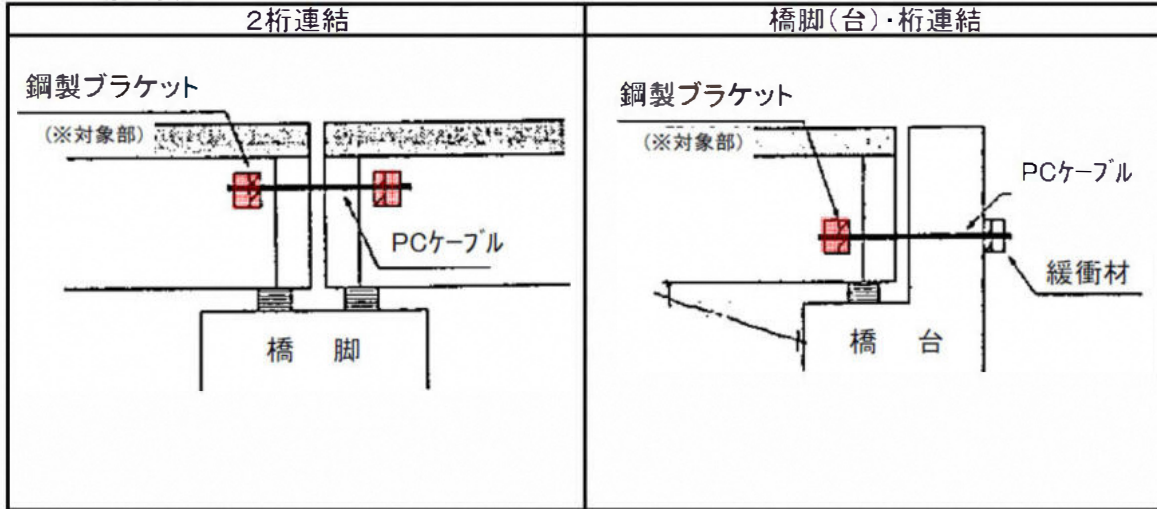 2桁連結
橋脚(台)・桁連結
鋼製ブラケット
(※対象部)
PCケーブル
橋 脚
鋼製ブラケット
(※対象部)
PCケーブル
緩衝材
橋 台